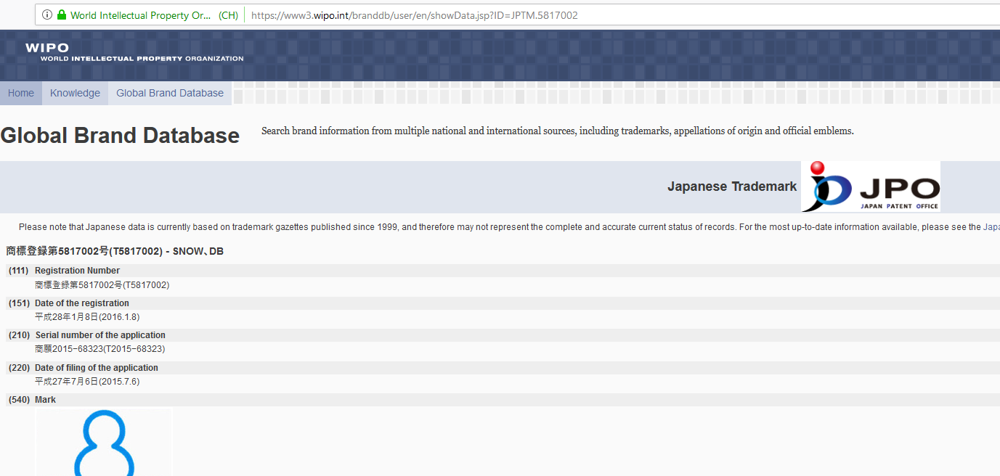 World Intellectual Property Or... (CH) https://www3.wipo.int/branddb/user/en/showData.jsp?ID=JPTM.5817002
WIPO
WORLD INTELLECTUAL PROPERTY ORGANIZATION
Home Knowledge Global Brand Database
Global Brand Database Search brand information from multiple national and international sources, including trademarks, appellations of origin and official emblems.
Japanese Trademark JPO
JAPAN PATENT OFFICE
Please note that Japanese data is currently based on trademark gazettes published since 1999, and therefore may not represent the complete and accurate current status of records. For the most up-to-date information available, please see the Japa
商標登録第5817002号(T5817002) - SNOW、DB
(111) Registration Number
商標登録第5817002号(T5817002)
(151) Date of the registration
平成28年1月8日(2016.1.8)
(210) Serial number of the application
商願2015−68323(T2015−68323)
(220) Date of filing of the application
平成27年7月6日(2015.7.6)
(540) Mark